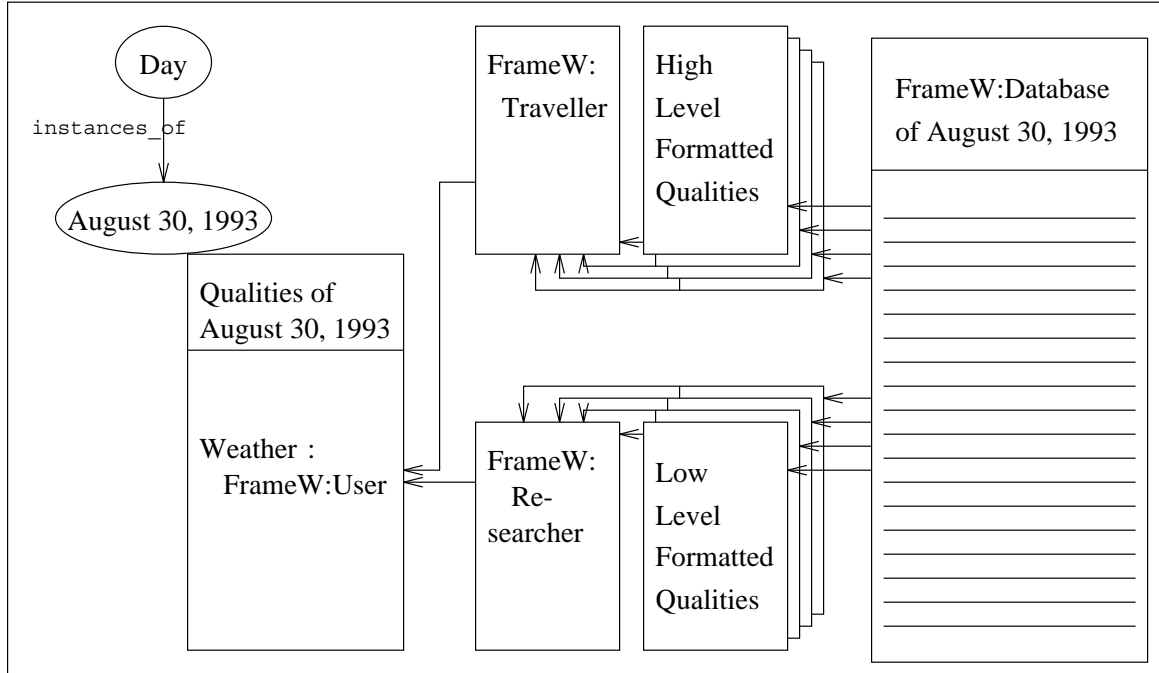 Day
instances_of
August 30, 1993
Qualities of
August 30, 1993
Weather :
FrameW:User
FrameW:
Traveller
High
Level
Formatted
Qualities
FrameW:
Re-
searcher
Low
Level
Formatted
Qualities
FrameW:Database
of August 30, 1993